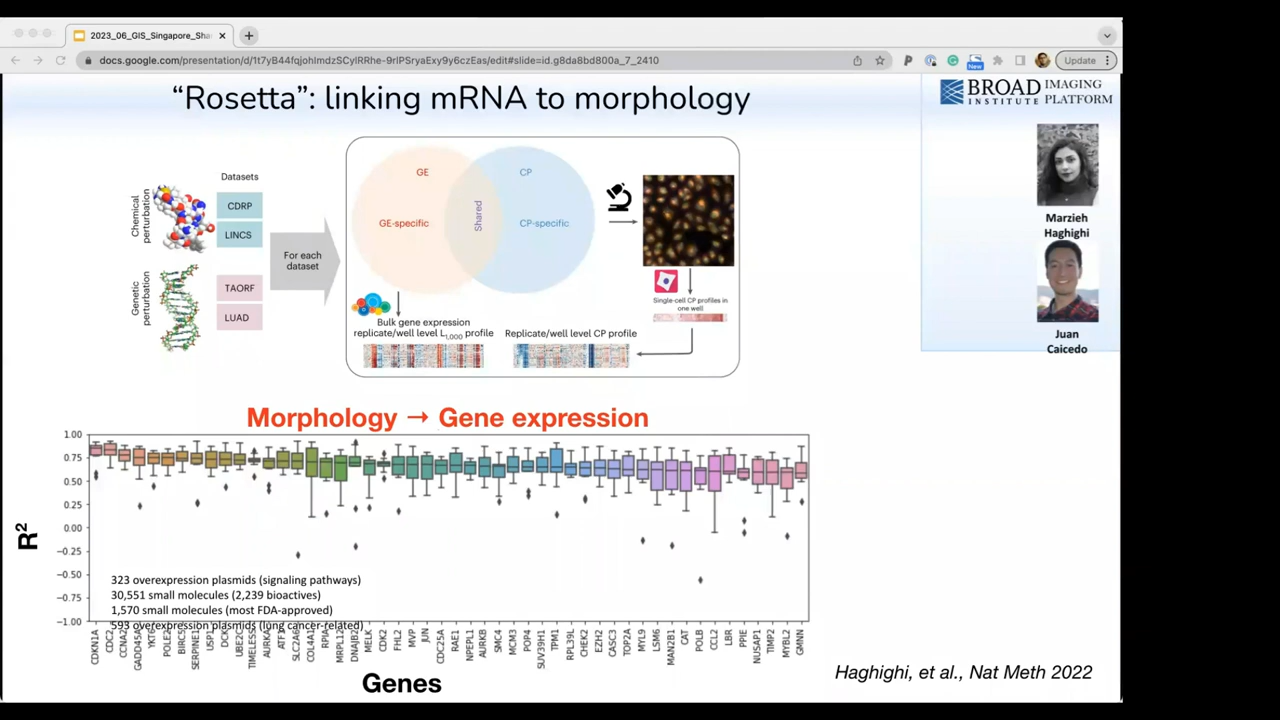 2023_06_GIS_Singapore_Sha
docs.google.com/presentation/d/1t7yB44fqjohImdzSCyIRRhe-9rIPSryaExy9y6czEas/edit#slide=id.g8da8bd800a_7_2410
New
Update
"Rosetta": linking mRNA to morphology
BROAD INSTITUTE
IMAGING PLATFORM
Marzieh
Haghighi
Juan
Caicedo
Datasets
Chemical perturbation
CDRP
LINCS
Genetic perturbation
TAORF
LUAD
For each
dataset
GE
CP
GE-specific
Shared
CP-specific
Single-cell CP profiles in
one well
Bulk gene expression
replicate/well level L1,000 profile
Replicate/well level CP profile
Morphology → Gene expression
R2
1.00
0.75
0.50
0.25
0.00
−0.25
−0.50
−0.75
−1.00
323 overexpression plasmids (signaling pathways)
30,551 small molecules (2,239 bioactives)
1,570 small molecules (most FDA-approved)
593 overexpression plasmids (lung cancer-related)
CDKN1A
CDC2
CCNA2
GADD45A
YKT6
POLE2
BIRC5
SERPINE1
USP1
DCK
UBE2C
TIMELESS
AURKA
ATF3
SLC2A6
COL4A1
RPA3
MRPL12
DNAJB2
MELK
CDK2
FHL2
MVP
JUN
CDC25A
RAE1
NPEPL1
AURKB
SMC4
MCM3
POP4
SUV39H1
TPM1
RPL39L
CHEK2
EZH2
CASC3
TOP2A
MYL9
LSM6
MAN2B1
CAT
POLB
CCL2
LBR
PPIE
NUSAP1
TIMP2
MYBL2
GMNN
Genes
Haghighi, et al., Nat Meth 2022